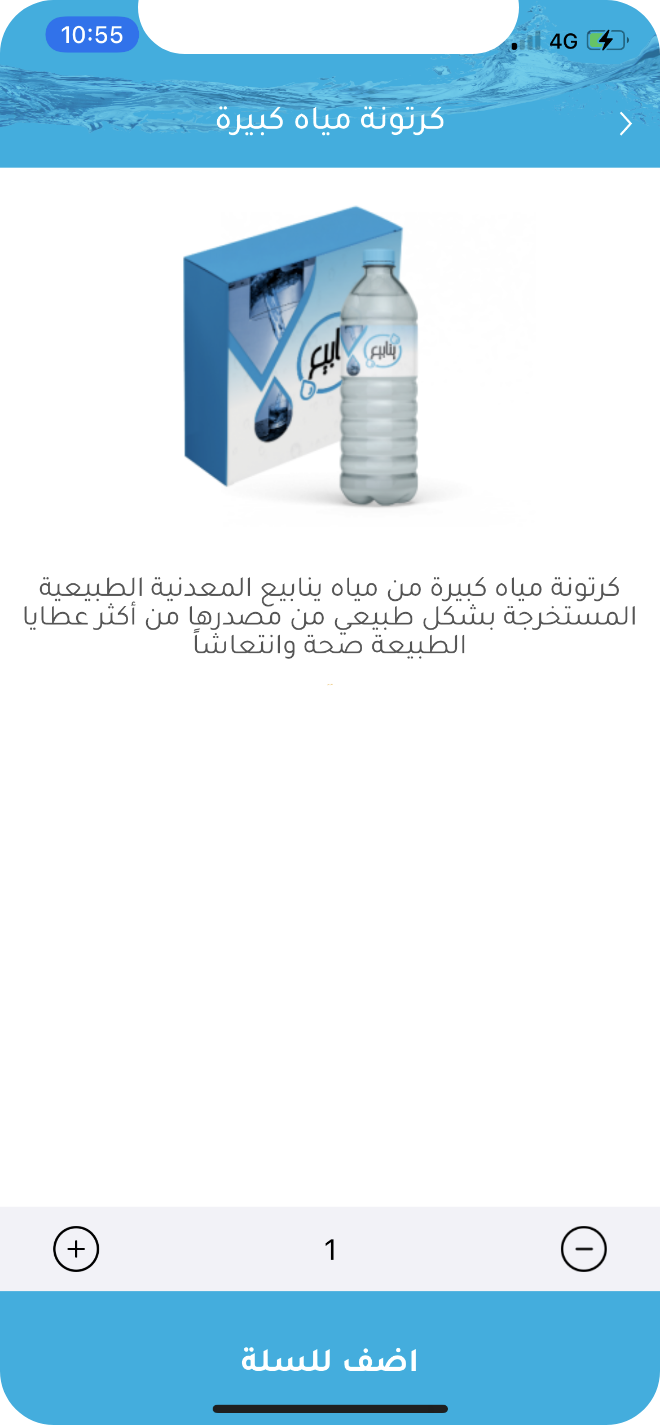 10:55
4G
كرتونة مياه كبيرة
ينابيع
كرتونة مياه كبيرة من مياه ينابيع المعدنية الطبيعية
المستخرجة بشكل طبيعي من مصدرها من أكثر عطايا
الطبيعة صحة وانتعاشاً
1
اضف للسلة